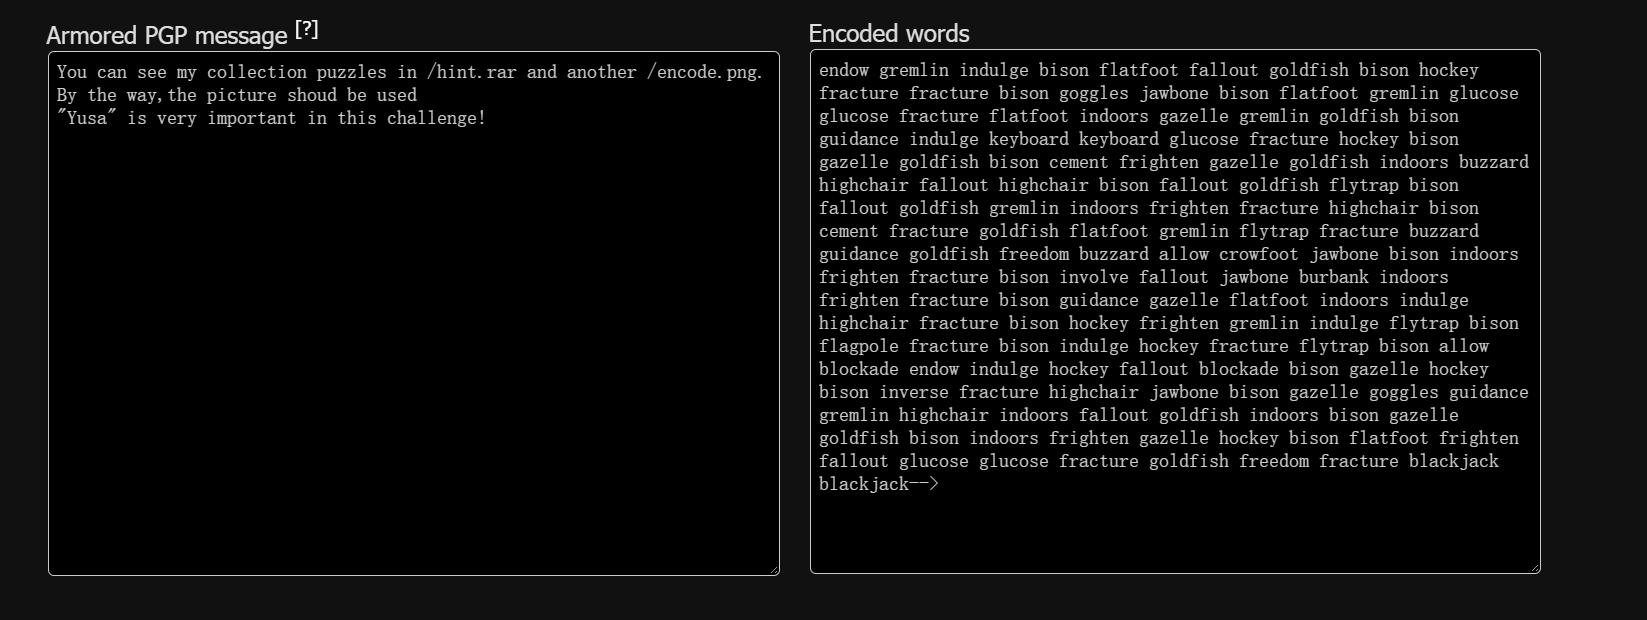 Armored PGP message [?]
You can see my collection puzzles in /hint.rar and another /encode.png.
By the way,the picture shoud be used
"Yusa" is very important in this challenge!
Encoded words
endow gremlin indulge bison flatfoot fallout goldfish bison hockey
fracture fracture bison goggles jawbone bison flatfoot gremlin glucose
glucose fracture flatfoot indoors gazelle gremlin goldfish bison
guidance indulge keyboard keyboard glucose fracture hockey bison
gazelle goldfish bison cement frighten gazelle goldfish indoors buzzard
highchair fallout highchair bison fallout goldfish flytrap bison
fallout goldfish gremlin indoors frighten fracture highchair bison
cement fracture goldfish flatfoot gremlin flytrap fracture buzzard
guidance goldfish freedom buzzard allow crowfoot jawbone bison indoors
frighten fracture bison involve fallout jawbone burbank indoors
frighten fracture bison guidance gazelle flatfoot indoors indulge
highchair fracture bison hockey frighten gremlin indulge flytrap bison
flagpole fracture bison indulge hockey fracture flytrap bison allow
blockade endow indulge hockey fallout blockade bison gazelle hockey
bison inverse fracture highchair jawbone bison gazelle goggles guidance
gremlin highchair indoors fallout goldfish indoors bison gazelle
goldfish bison indoors frighten gazelle hockey bison flatfoot frighten
fallout glucose glucose fracture goldfish freedom fracture blackjack
blackjack-->